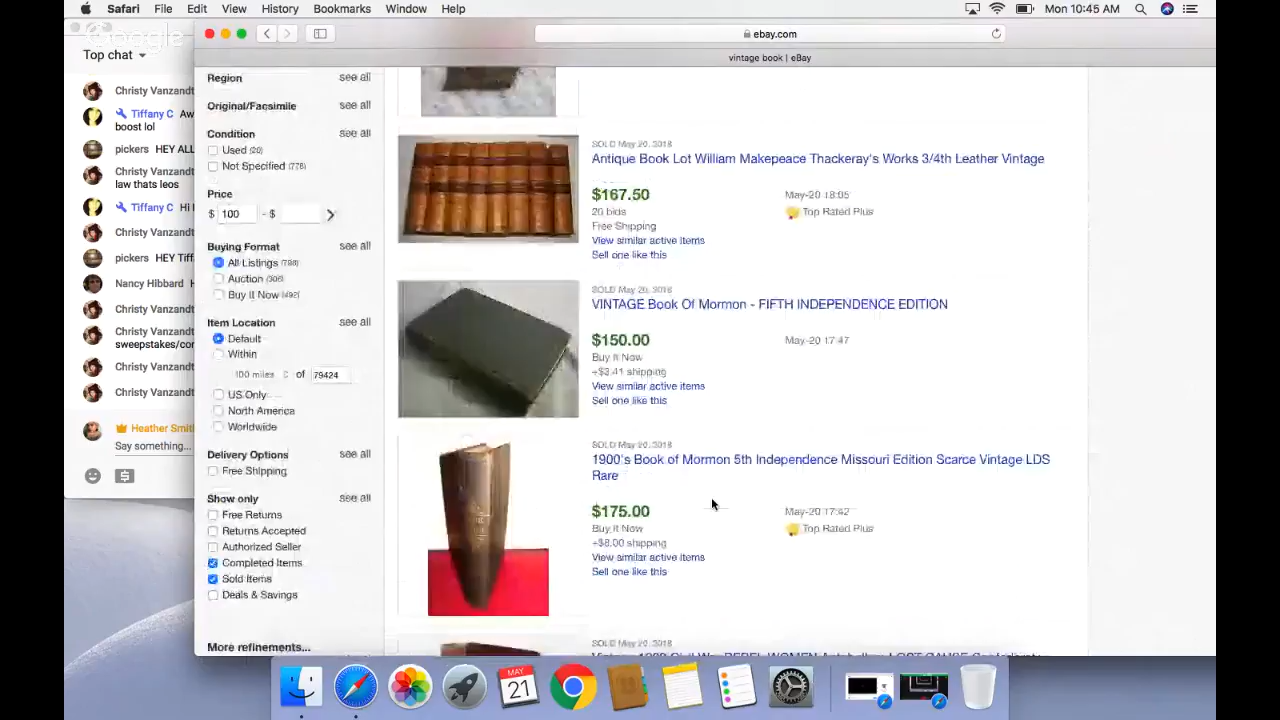 Safari File Edit View History Bookmarks Window Help
Mon 10:45 AM
Google
Top chat
ebay.com
vintage book | eBay
Christy Vanzandt
Tiffany C
boost lol
pickers HEY ALL
Christy Vanzandt
law thats leos
Tiffany C
Christy Vanzandt
pickers HEY
Nancy Hibbard
Christy Vanzandt
Christy Vanzandt
Christy Vanzandt
Christy Vanzandt
Heather
Say something...
Region see all
Original/Facsimile see all
Condition see all
Used (20)
Not Specified (778)
Price
$ 100 - $
Buying Format see all
All Listings
Auction
Buy It Now (492)
Item Location see all
Default
Within
100 miles of 79424
US Only
North America
Worldwide
Delivery Options see all
Free Shipping
Show only see all
Free Returns
Returns Accepted
Authorized Seller
Completed Items
Sold Items
Deals & Savings
More refinements...
SOLD May 20, 2018
Antique Book Lot William Makepeace Thackeray's Works 3/4th Leather Vintage
$167.50 May-20 18:05
20 bids Top Rated Plus
Free Shipping
View similar active items
Sell one like this
SOLD May 20, 2018
VINTAGE Book Of Mormon - FIFTH INDEPENDENCE EDITION
$150.00 May-20 17:47
Buy It Now
+$3.41 shipping
View similar active items
Sell one like this
SOLD May 20, 2018
1900's Book of Mormon 5th Independence Missouri Edition Scarce Vintage LDS
Rare
$175.00 May-20 17:42
Buy It Now Top Rated Plus
+$8.00 shipping
View similar active items
Sell one like this
SOLD May 20, 2018
MAY
21